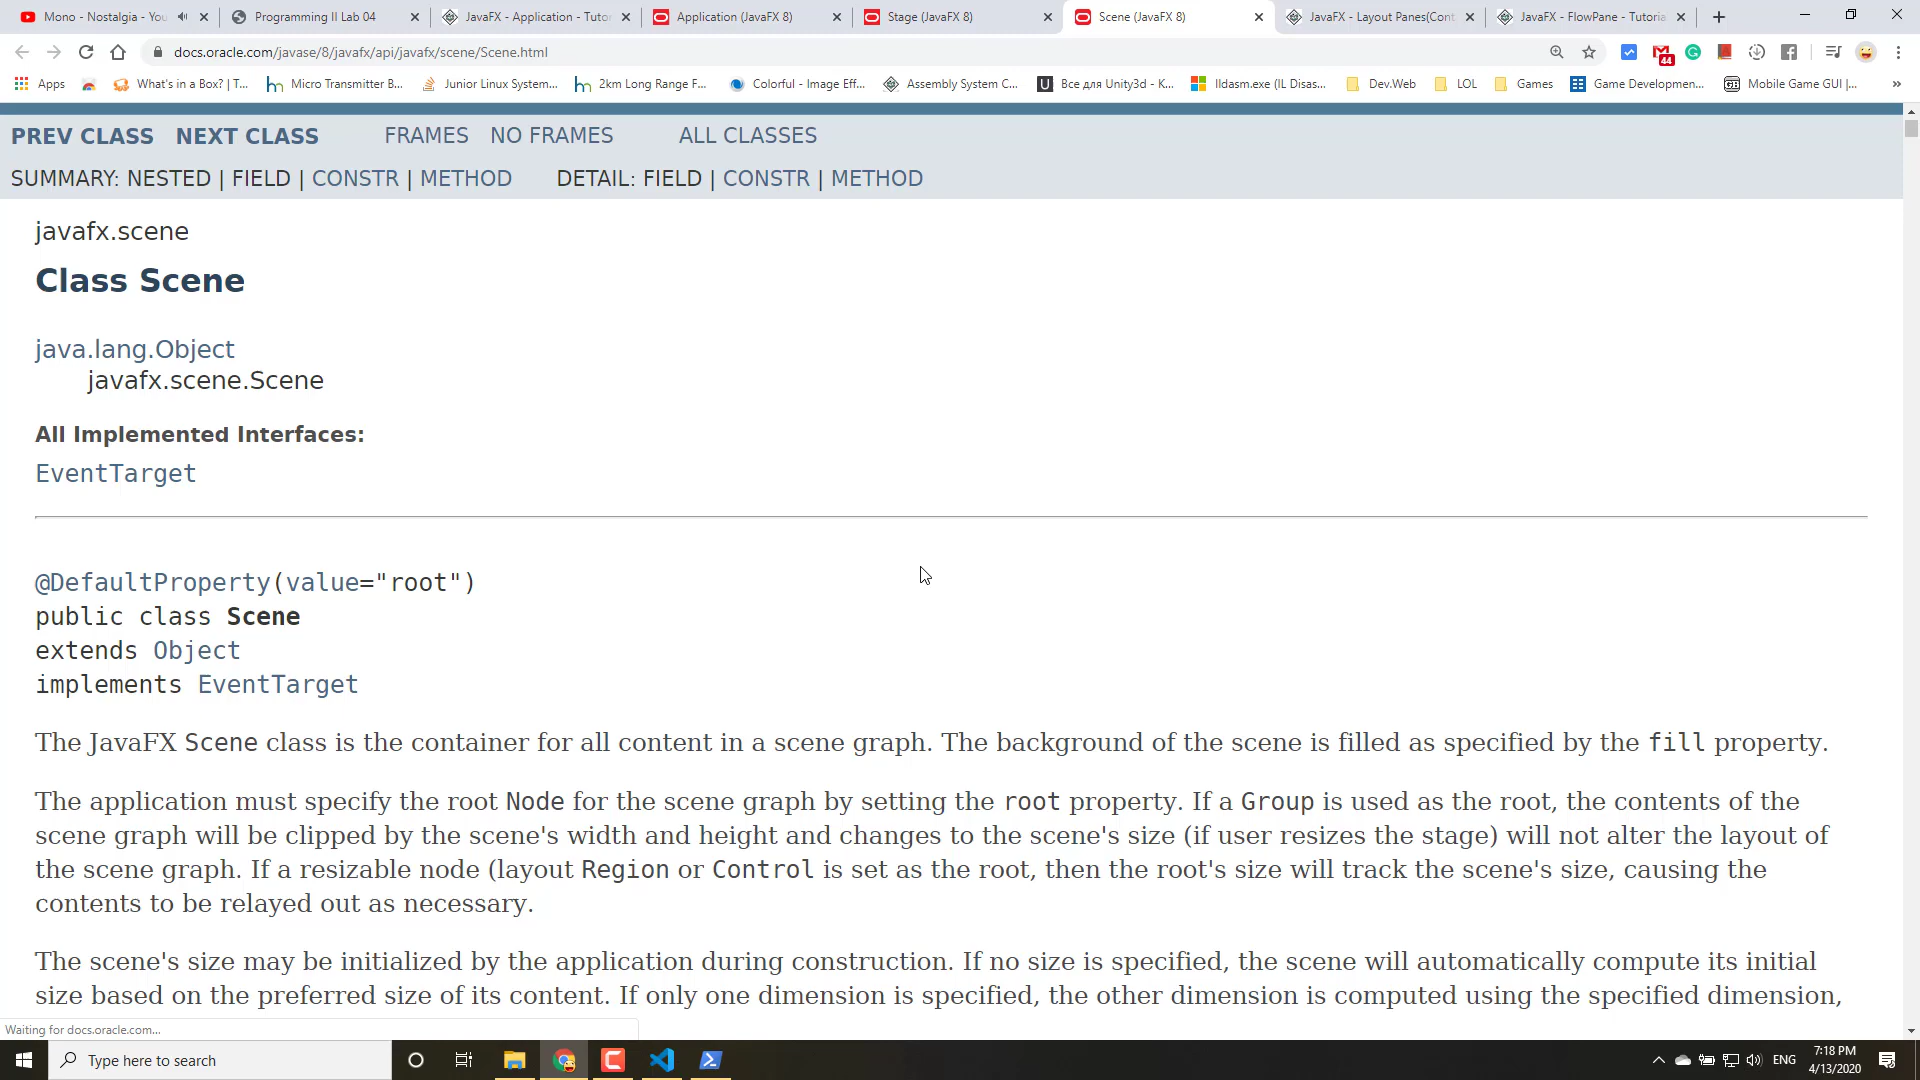 Mono - Nostalgia - You
Programming II Lab 04
JavaFX - Application - Tutor
Application (JavaFX 8)
Stage (JavaFX 8)
Scene (JavaFX 8)
JavaFX - Layout Panes(Cont
JavaFX - FlowPane - Tutoria
docs.oracle.com/javase/8/javafx/api/javafx/scene/Scene.html
44
Apps
What's in a Box? | T...
Micro Transmitter B...
Junior Linux System...
2km Long Range F...
Colorful - Image Eff...
Assembly System C...
Все для Unity3d - K...
Ildasm.exe (IL Disas...
Dev.Web
LOL
Games
Game Developmen...
Mobile Game GUI |...
»
PREV CLASS NEXT CLASS FRAMES NO FRAMES ALL CLASSES
SUMMARY: NESTED | FIELD | CONSTR | METHOD DETAIL: FIELD | CONSTR | METHOD
javafx.scene
Class Scene
java.lang.Object
javafx.scene.Scene
All Implemented Interfaces:
EventTarget
@DefaultProperty(value="root")
public class Scene
extends Object
implements EventTarget
The JavaFX Scene class is the container for all content in a scene graph. The background of the scene is filled as specified by the fill property.
The application must specify the root Node for the scene graph by setting the root property. If a Group is used as the root, the contents of the
scene graph will be clipped by the scene's width and height and changes to the scene's size (if user resizes the stage) will not alter the layout of
the scene graph. If a resizable node (layout Region or Control is set as the root, then the root's size will track the scene's size, causing the
contents to be relayed out as necessary.
The scene's size may be initialized by the application during construction. If no size is specified, the scene will automatically compute its initial
size based on the preferred size of its content. If only one dimension is specified, the other dimension is computed using the specified dimension,
Waiting for docs.oracle.com...
Type here to search
ENG
7:18 PM
4/13/2020